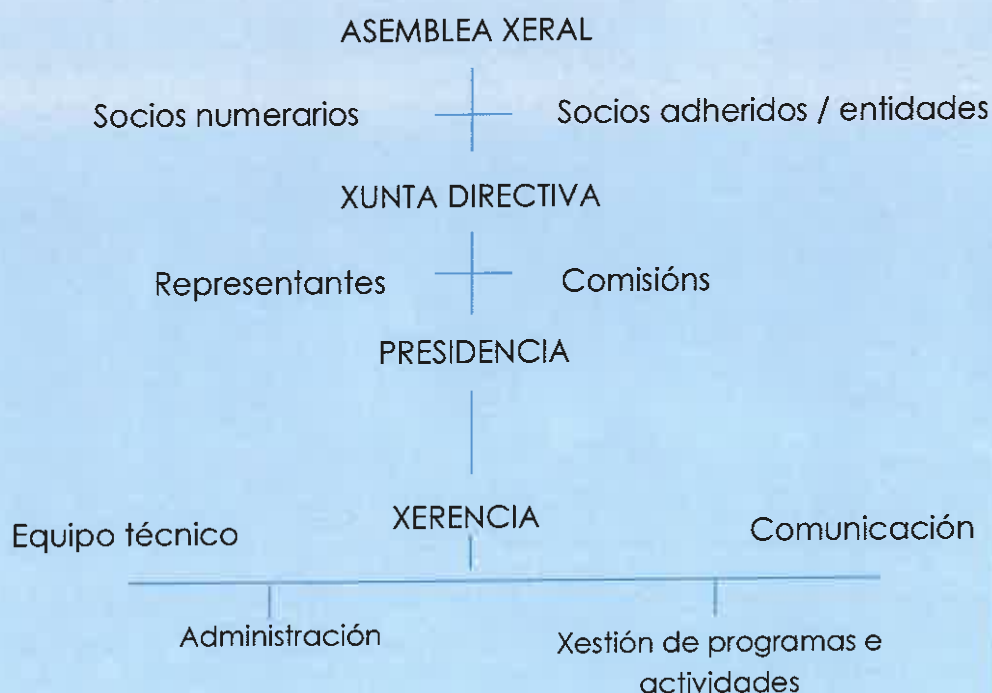 ASEMBLEA XERAL
Socios numerarios
Socios adheridos / entidades
XUNTA DIRECTIVA
Representantes
Comisións
PRESIDENCIA
Equipo técnico
XERENCIA
Comunicación
Administración
Xestión de programas e
actividades